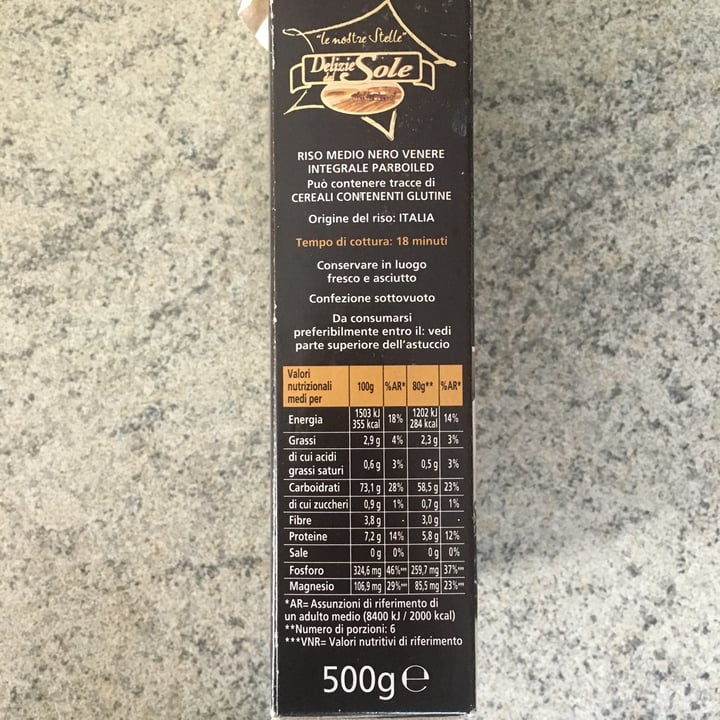 "le nostre Stelle"
Delizie del Sole
RISO MEDIO NERO VENERE
INTEGRALE PARBOILED
Può contenere tracce di
CEREALI CONTENENTI GLUTINE
Origine del riso: ITALIA
Tempo di cottura: 18 minuti
Conservare in luogo
fresco e asciutto
Confezione sottovuoto
Da consumarsi
preferibilmente entro il: vedi
parte superiore dell'astuccio
Valori
nutrizionali
medi per 100g %AR* 80g** %AR*
Energia 1503 kJ 355 kcal 18% 1202 kJ 284 kcal 14%
Grassi 2,9 g 4% 2,3 g 3%
di cui acidi
grassi saturi 0,6 g 3% 0,5 g 3%
Carboidrati 73,1 g 28% 58,5 g 23%
di cui zuccheri 0,9 g 1% 0,7 g 1%
Fibre 3,8 g - 3,0 g -
Proteine 7,2 g 14% 5,8 g 12%
Sale 0 g 0% 0 g 0%
Fosforo 324,6 mg 46%*** 259,7 mg 37%***
Magnesio 106,9 mg 29%*** 85,5 mg 23%***
*AR= Assunzioni di riferimento di
un adulto medio (8400 kJ / 2000 kcal)
**Numero di porzioni: 6
***VNR= Valori nutritivi di riferimento
500g e